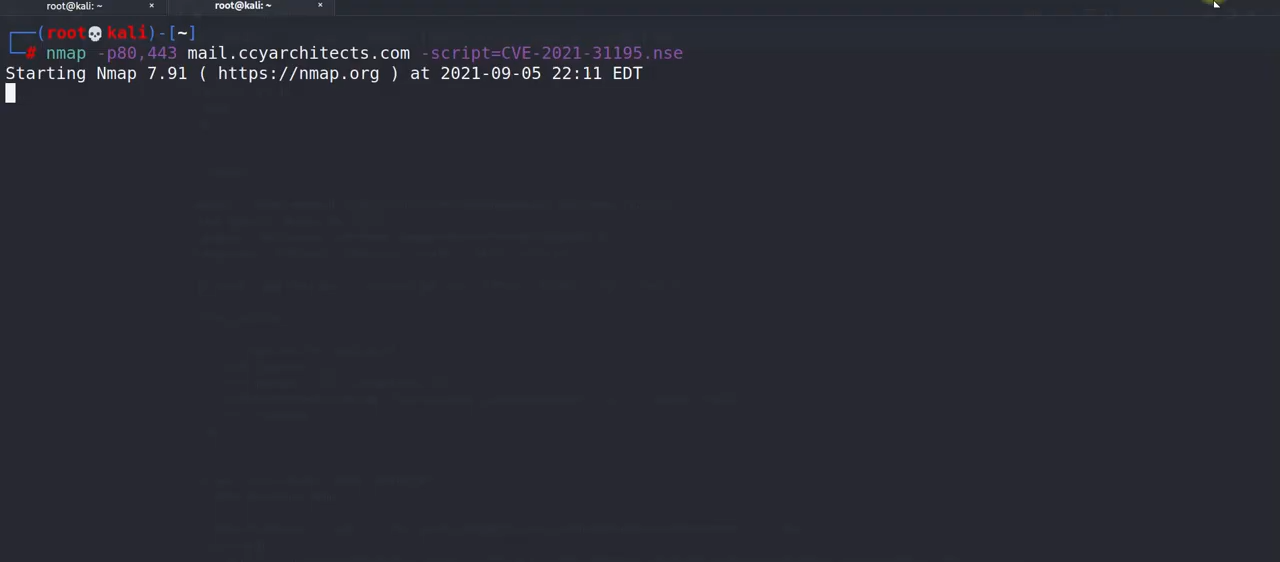 root@kali: ~ × root@kali: ~ ×
┌──(root💀kali)-[~]
└─# nmap -p80,443 mail.ccyarchitects.com -script=CVE-2021-31195.nse
Starting Nmap 7.91 ( https://nmap.org ) at 2021-09-05 22:11 EDT